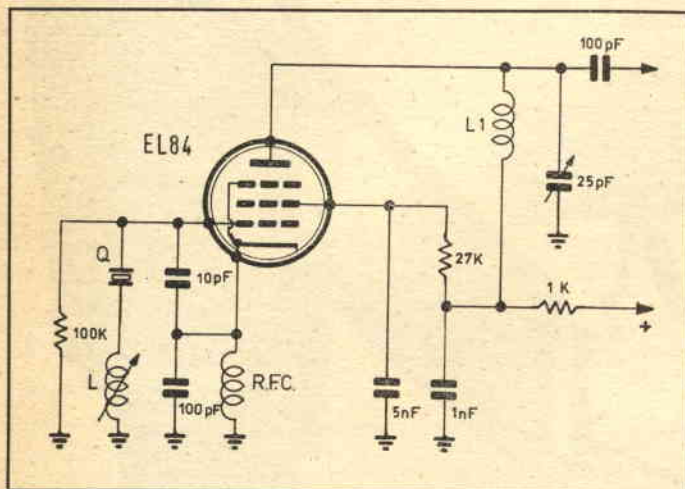 100pF
L1
EL84
25pF
Q
10pF
27K
1K
100K
+
L
100pF
R.F.C.
5nF
1nF